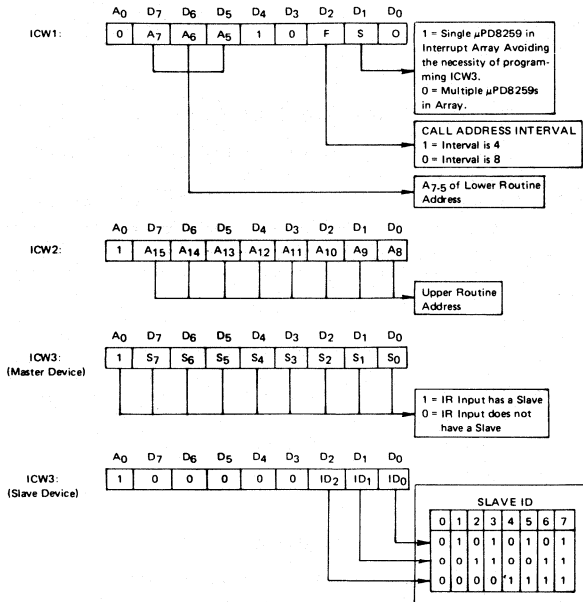 A0 D7 D6 D5 D4 D3 D2 D1 D0
ICW1: 0 A7 A6 A5 1 0 F S O
1 = Single μPD8259 in
Interrupt Array Avoiding
the necessity of program-
ming ICW3.
0 = Multiple μPD8259s
in Array.
CALL ADDRESS INTERVAL
1 = Interval is 4
0 = Interval is 8
A7-5 of Lower Routine
Address
A0 D7 D6 D5 D4 D3 D2 D1 D0
ICW2: 1 A15 A14 A13 A12 A11 A10 A9 A8
Upper Routine
Address
A0 D7 D6 D5 D4 D3 D2 D1 D0
ICW3: 1 S7 S6 S5 S4 S3 S2 S1 S0
(Master Device)
1 = IR Input has a Slave
0 = IR Input does not
have a Slave
A0 D7 D6 D5 D4 D3 D2 D1 D0
ICW3: 1 0 0 0 0 0 ID2 ID1 ID0
(Slave Device)
SLAVE ID
0 1 2 3 4 5 6 7
0 1 0 1 0 1 0 1
0 0 1 1 0 0 1 1
0 0 0 0 1 1 1 1